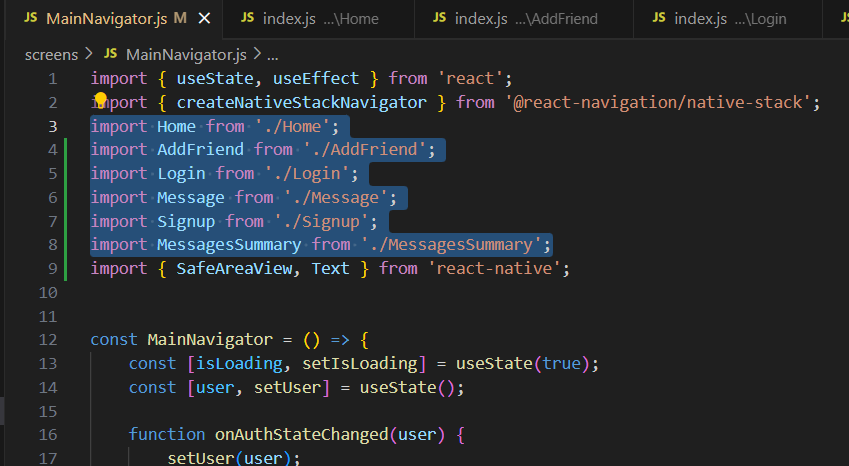 JS MainNavigator.js M × JS index.js ...\Home JS index.js ...\AddFriend JS index.js ...\Login JS
screens > JS MainNavigator.js > ...
1 import { useState, useEffect } from 'react';
2 import { createNativeStackNavigator } from '@react-navigation/native-stack';
3 import Home from './Home';
4 import AddFriend from './AddFriend';
5 import Login from './Login';
6 import Message from './Message';
7 import Signup from './Signup';
8 import MessagesSummary from './MessagesSummary';
9 import { SafeAreaView, Text } from 'react-native';
10
11
12 const MainNavigator = () => {
13 const [isLoading, setIsLoading] = useState(true);
14 const [user, setUser] = useState();
15
16 function onAuthStateChanged(user) {
17 setUser(user);